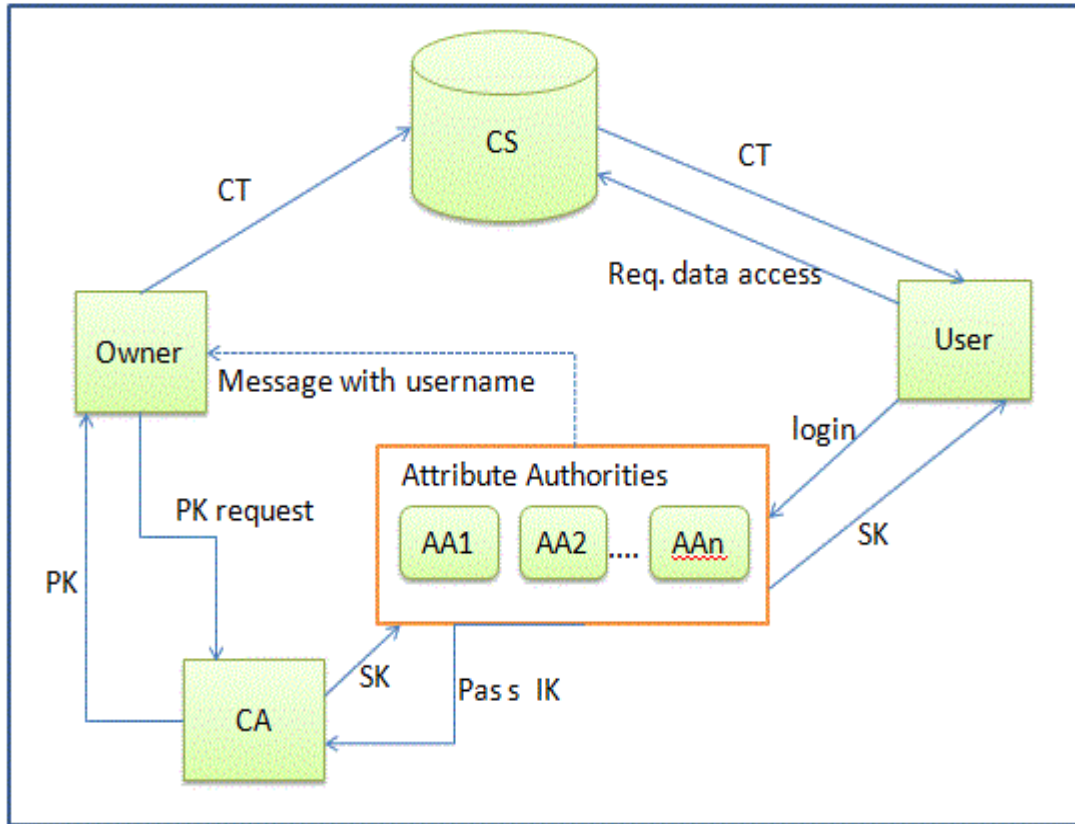 CS
CT
CT
Req. data access
Owner
User
Message with username
login
Attribute Authorities
PK request
AA1
AA2
....
AAn
SK
PK
SK
Pas s IK
CA